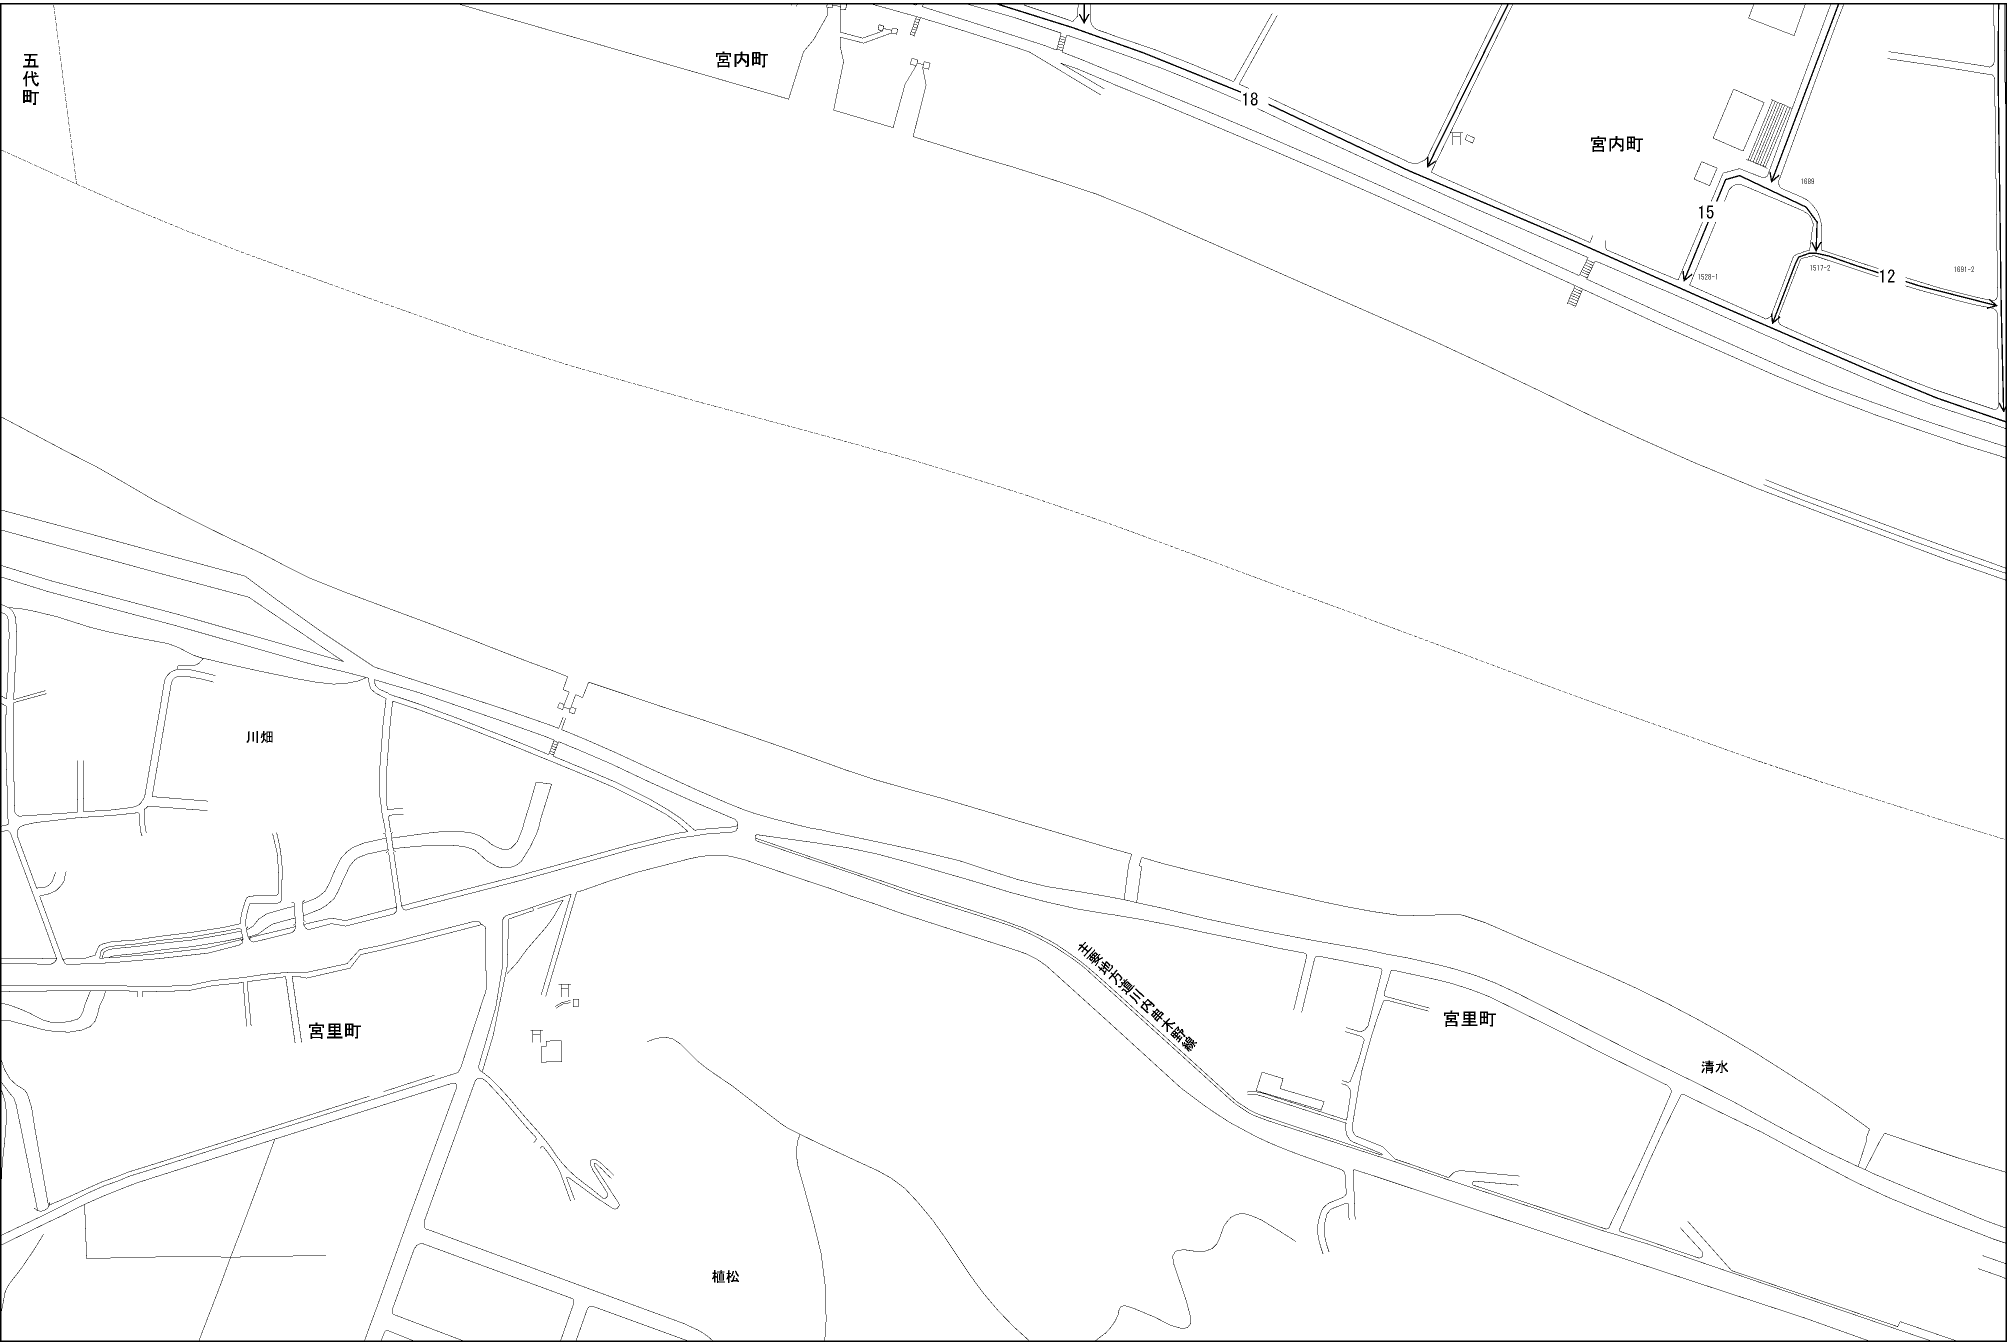 五代町
宮内町
18
宮内町
1689
15
1528-1
1517-2
12
1691-2
川畑
主要地方道川内串木野線
宮里町
宮里町
清水
植松